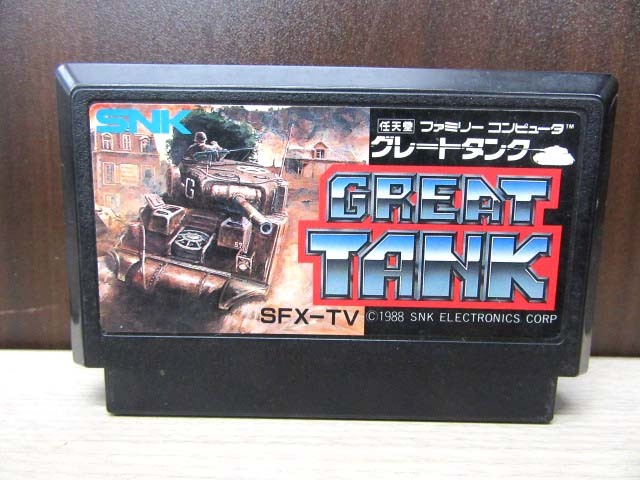 SNK
任天堂 ファミリー コンピュータ™
グレートタンク
GREAT
TANK
G
SFX-TV
©1988 SNK ELECTRONICS CORP